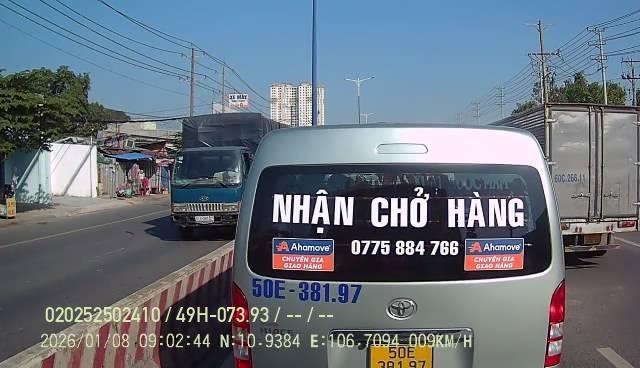 XE MÁY
60C 266.11
NHẬN CHỞ HÀNG
Ahamove
CHUYÊN GIA
GIAO HÀNG
0775 884 766
Ahamove
CHUYÊN GIA
GIAO HÀNG
50E-381.97
HIACE
50E
381.97
020252502410 / 49H-073.93 / -- / --
2026/01/08 09:02:44 N:10.9384 E:106.7094 009KM/H